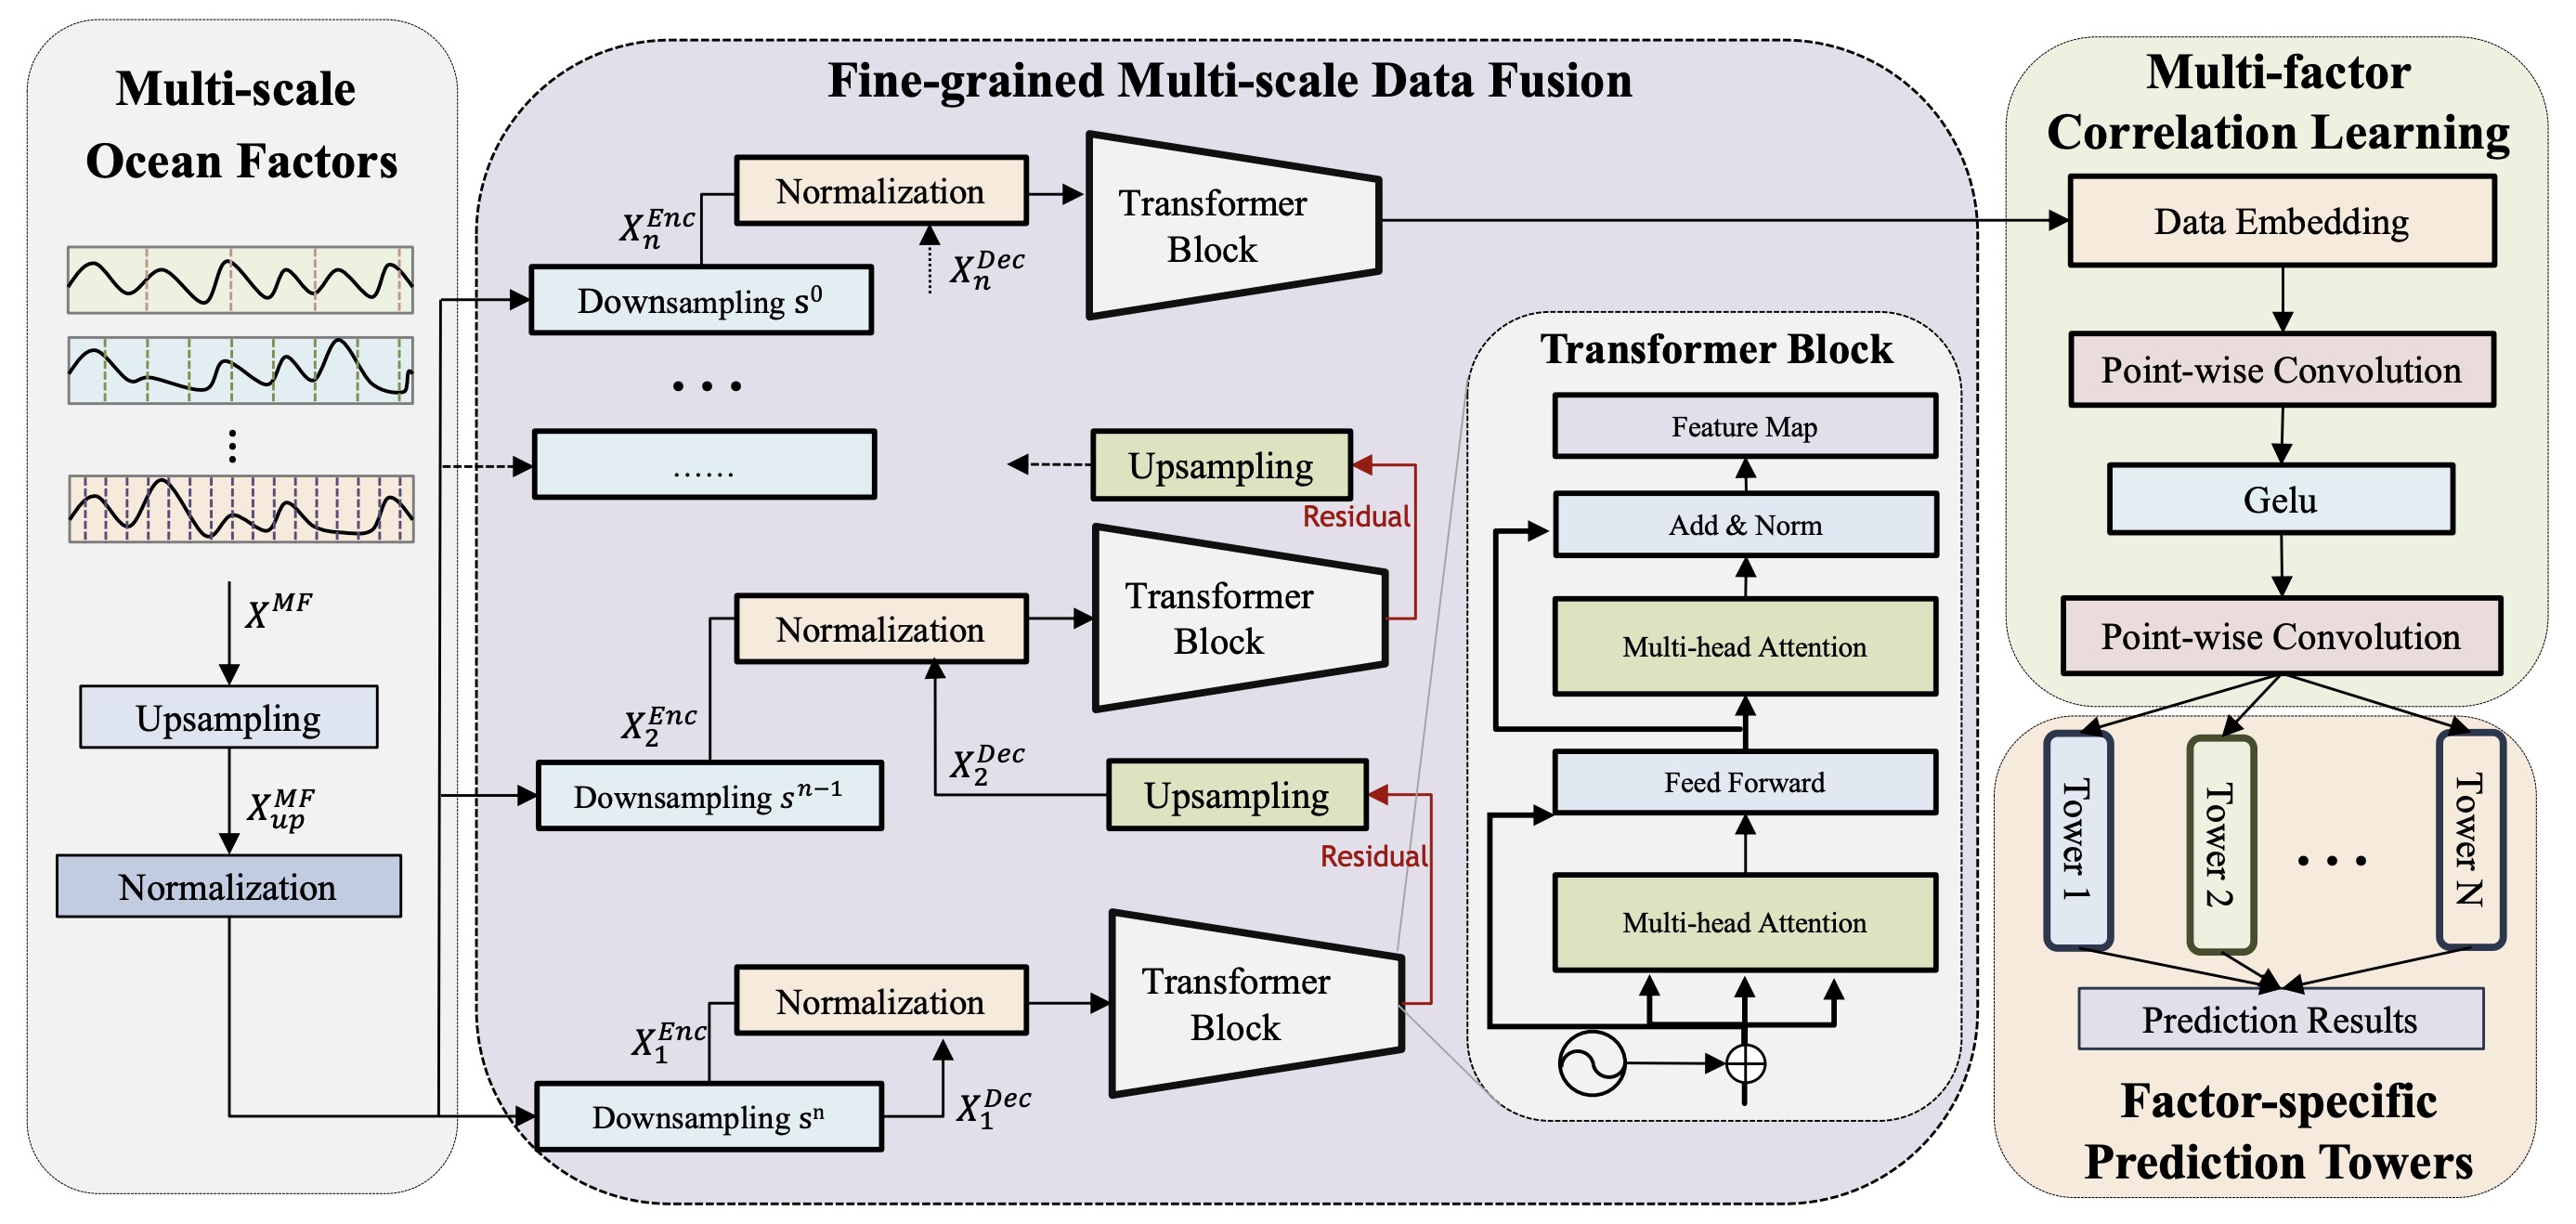 Multi-scale
Ocean Factors
X^{MF}
Upsampling
X_{up}^{MF}
Normalization
Fine-grained Multi-scale Data Fusion
Normalization
X_n^{Enc}
X_n^{Dec}
Downsampling s^0
Transformer
Block
...
......
Upsampling
Residual
Normalization
Transformer
Block
X_2^{Enc}
X_2^{Dec}
Downsampling s^{n-1}
Upsampling
Residual
Normalization
Transformer
Block
X_1^{Enc}
X_1^{Dec}
Downsampling s^n
Transformer Block
Feature Map
Add & Norm
Multi-head Attention
Feed Forward
Multi-head Attention
Multi-factor
Correlation Learning
Data Embedding
Point-wise Convolution
Gelu
Point-wise Convolution
Tower 1
Tower 2
...
Tower N
Prediction Results
Factor-specific
Prediction Towers